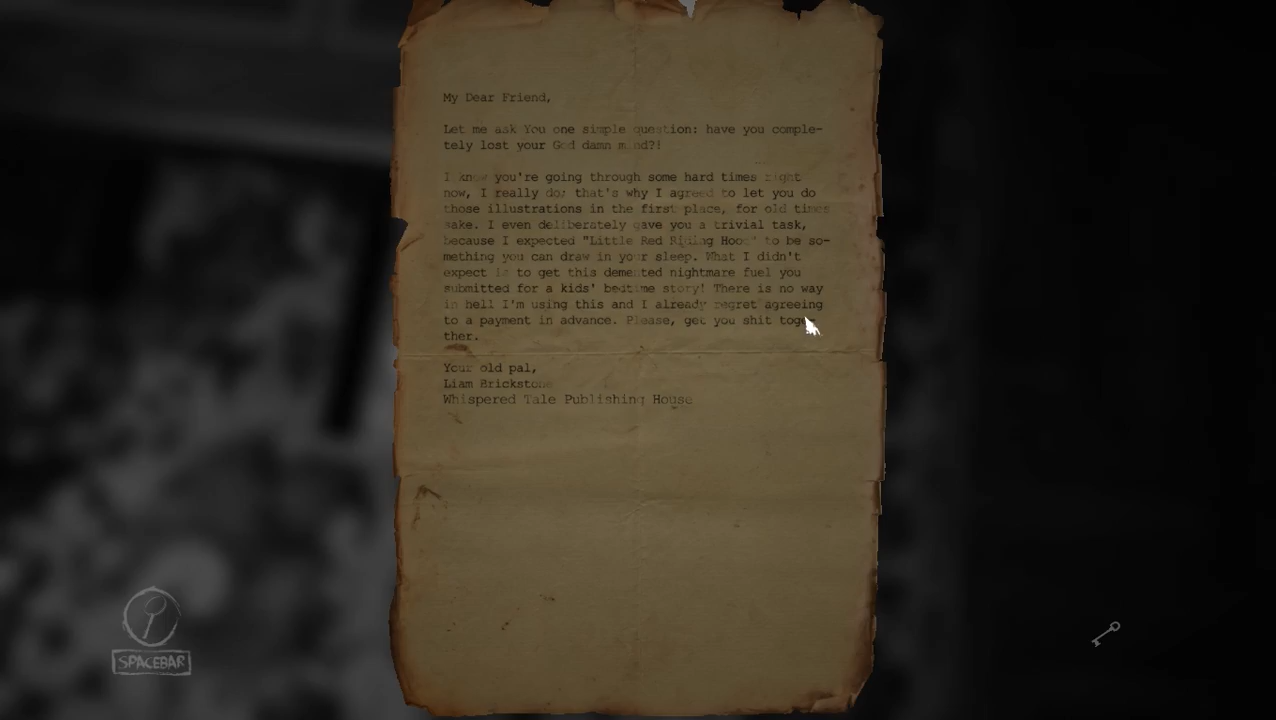 My Dear Friend,
Let me ask You one simple question: have you comple-
tely lost your God damn mind?!
I know you're going through some hard times right
now, I really do; that's why I agreed to let you do
those illustrations in the first place, for old times
sake. I even deliberately gave you a trivial task,
because I expected "Little Red Riding Hood" to be so-
mething you can draw in your sleep. What I didn't
expect is to get this demented nightmare fuel you
submitted for a kids' bedtime story! There is no way
in hell I'm using this and I already regret agreeing
to a payment in advance. Please, get you shit toge-
ther.
Your old pal,
Liam Brickstone
Whispered Tale Publishing House
SPACEBAR